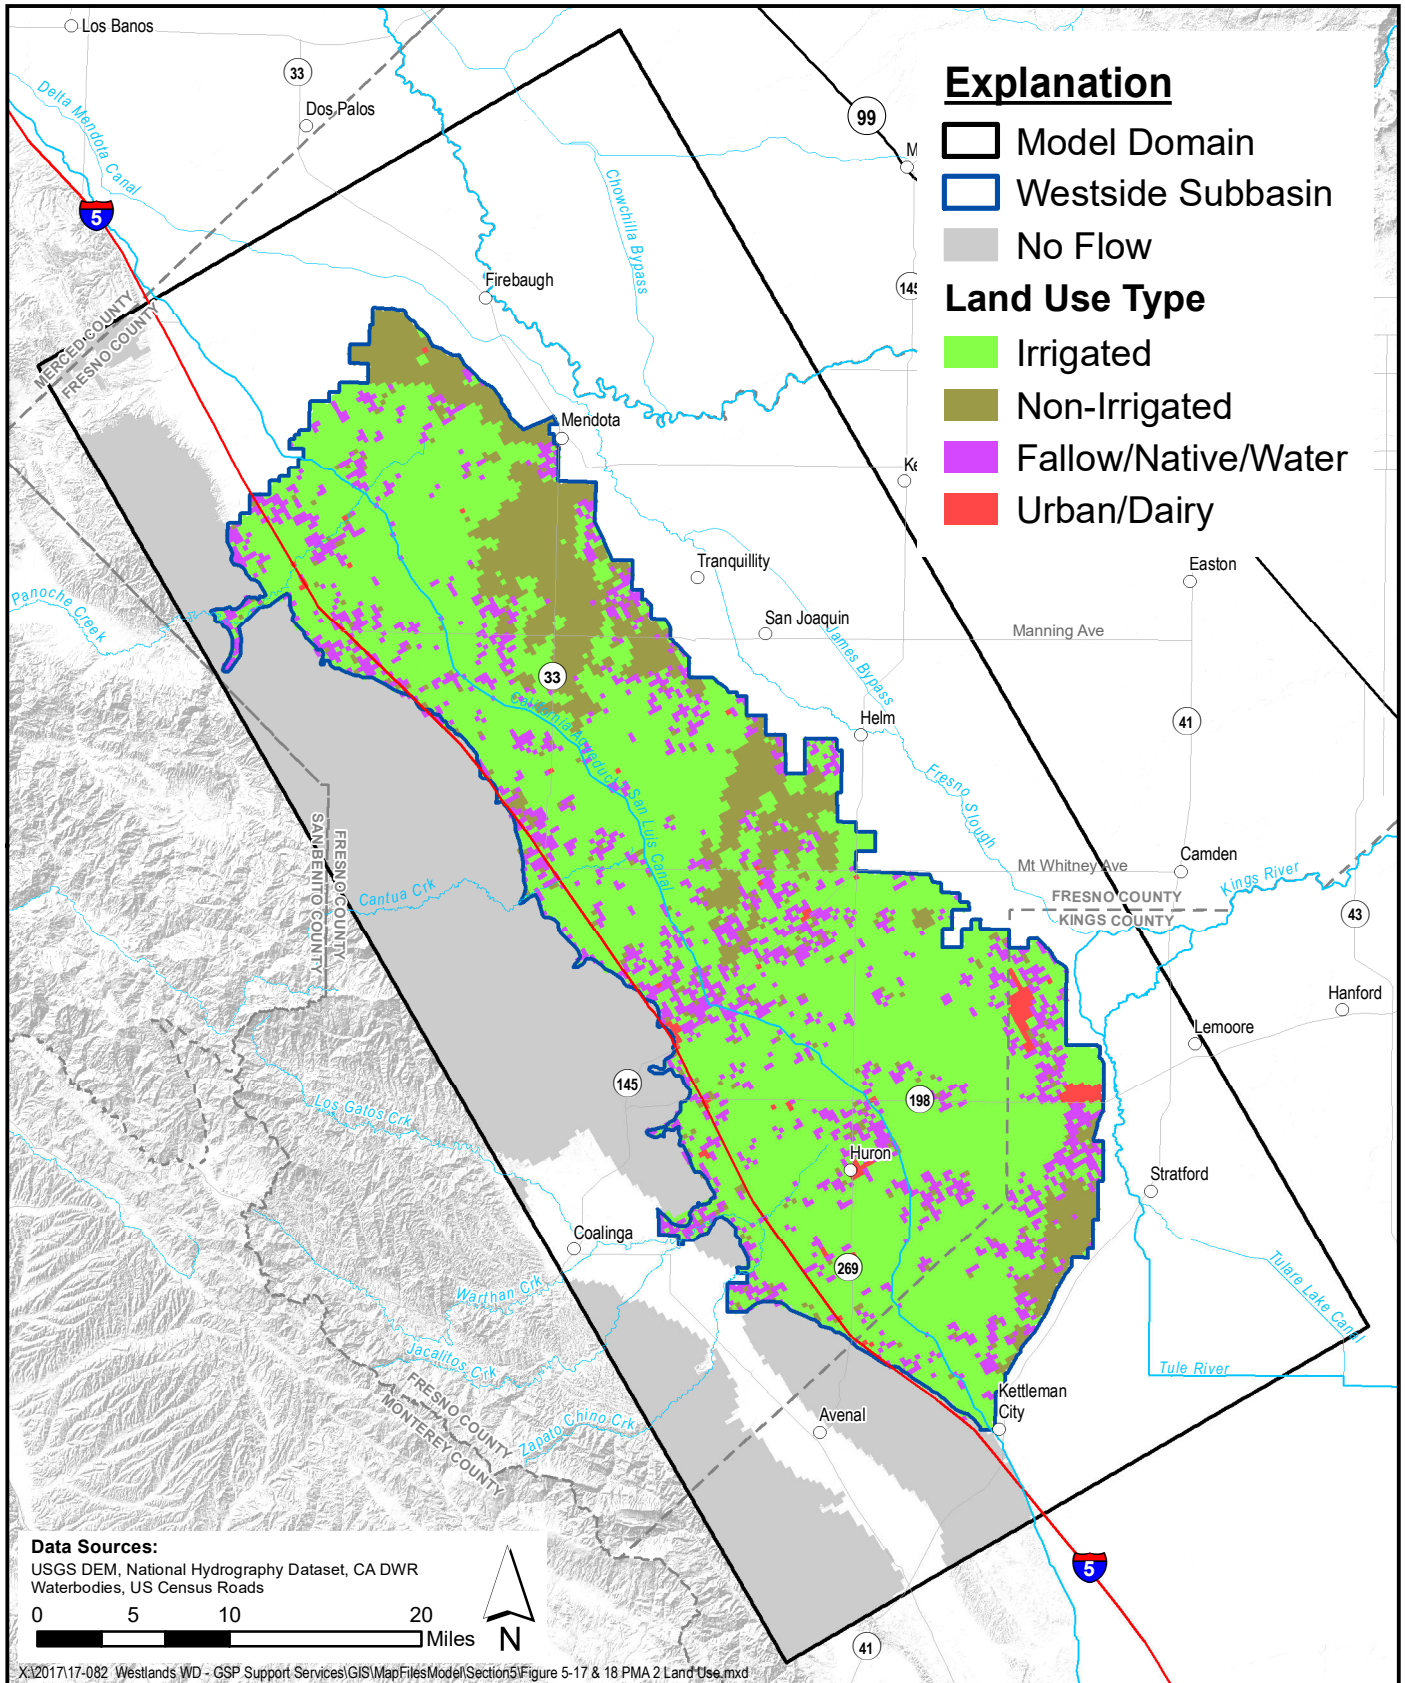 Los Banos
33
Dos Palos
Delta Mendota Canal
5
99
M
Chowchilla Bypass
145
Firebaugh
MERCED COUNTY
FRESNO COUNTY
Mendota
Ke
Tranquillity
Easton
Panoche Creek
San Joaquin
James Bypass
Manning Ave
33
California Aqueduct
San Luis Canal
Helm
41
Fresno Slough
SAN BENITO COUNTY
FRESNO COUNTY
Cantua Crk
Mt Whitney Ave
Camden
Kings River
FRESNO COUNTY
KINGS COUNTY
43
Hanford
Lemoore
145
198
Los Gatos Crk
Huron
Stratford
Coalinga
269
Warthan Crk
Tulare Lake Canal
Jacalitos Crk
Tule River
FRESNO COUNTY
MONTEREY COUNTY
Zapato Chino Crk
Avenal
Kettleman
City
5
41
Explanation
Model Domain
Westside Subbasin
No Flow
Land Use Type
Irrigated
Non-Irrigated
Fallow/Native/Water
Urban/Dairy
Data Sources:
USGS DEM, National Hydrography Dataset, CA DWR
Waterbodies, US Census Roads
0 5 10 20
Miles
N
X:\2017\17-082 Westlands WD - GSP Support Services\GIS\MapFilesModel\Section5\Figure 5-17 & 18 PMA 2 Land Use.mxd